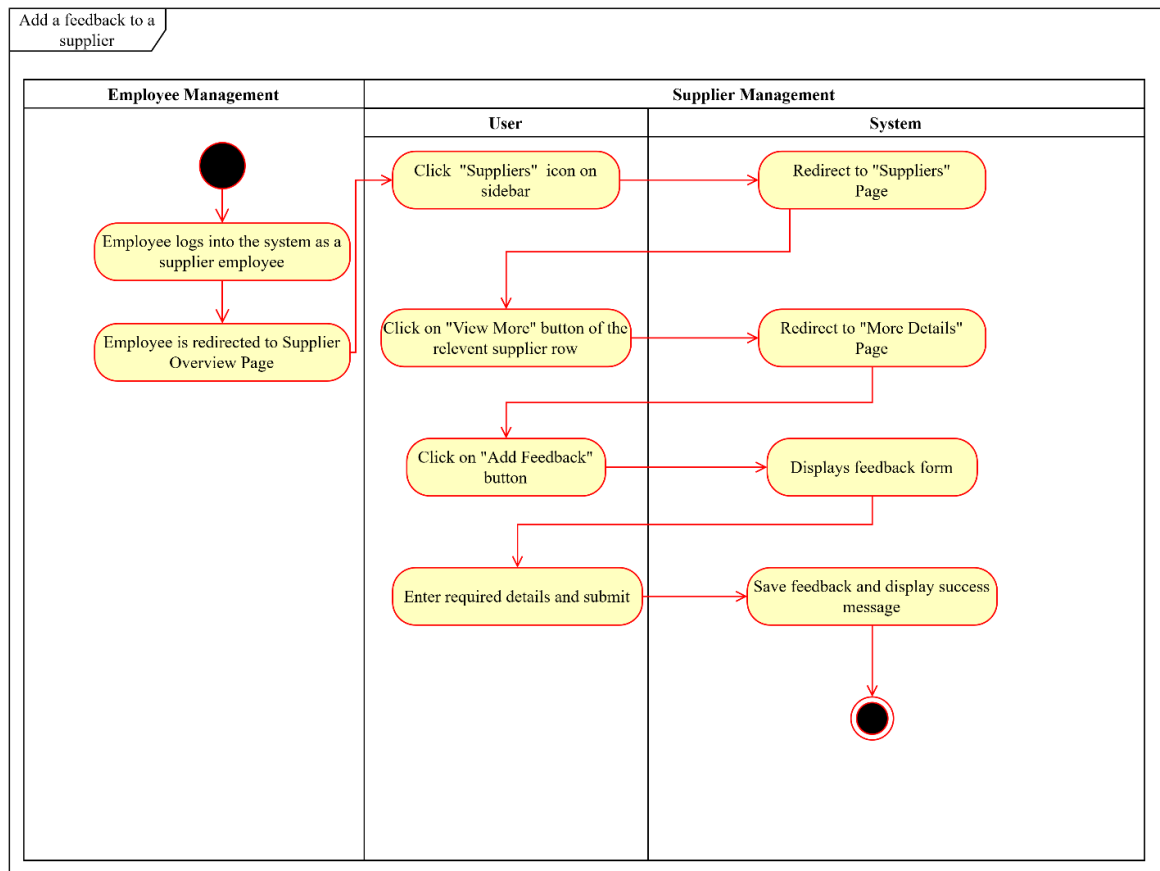 Add a feedback to a
supplier
Employee Management
Supplier Management
User
System
Employee logs into the system as a
supplier employee
Employee is redirected to Supplier
Overview Page
Click "Suppliers" icon on
sidebar
Redirect to "Suppliers"
Page
Click on "View More" button of the
relevent supplier row
Redirect to "More Details"
Page
Click on "Add Feedback"
button
Displays feedback form
Enter required details and submit
Save feedback and display success
message